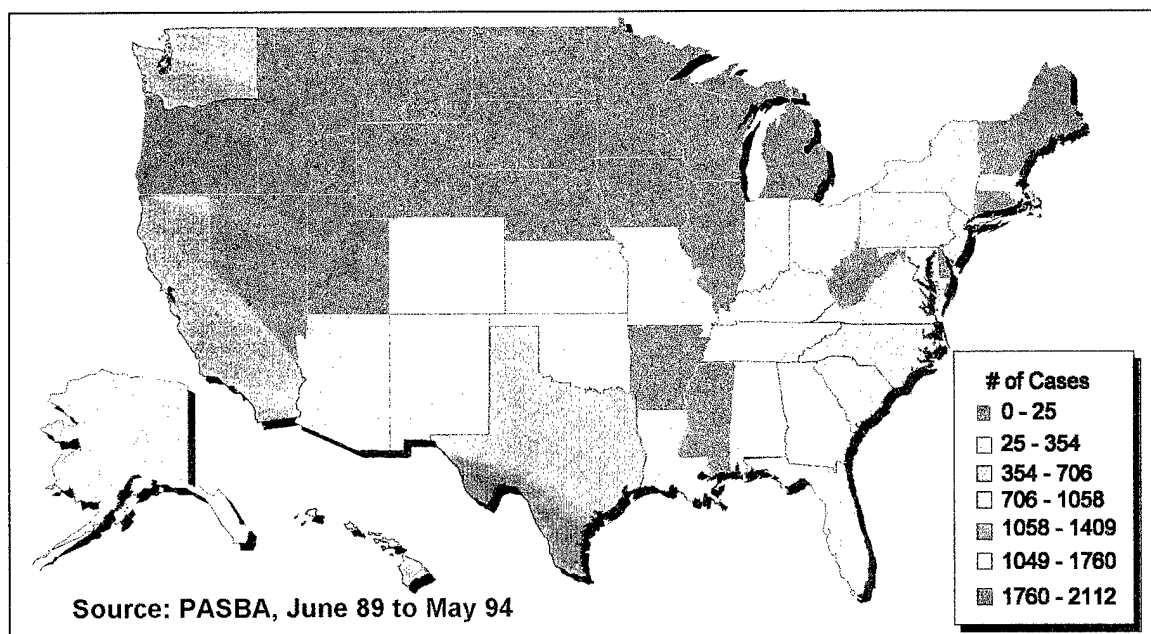 # of Cases
0 - 25
25 - 354
354 - 706
706 - 1058
1058 - 1409
1049 - 1760
1760 - 2112
Source: PASBA, June 89 to May 94